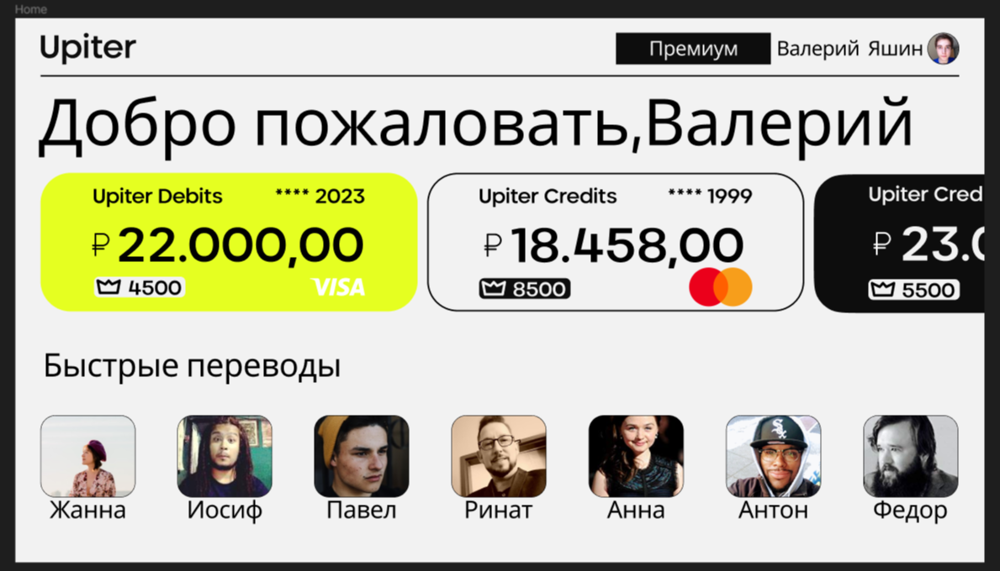 Home
Upiter
Премиум Валерий Яшин
Добро пожаловать,Валерий
Upiter Debits **** 2023
₽ 22.000,00
4500 VISA
Upiter Credits **** 1999
₽ 18.458,00
8500
Upiter Cred
₽ 23.0
5500
Быстрые переводы
Жанна Иосиф Павел Ринат Анна Антон Федор